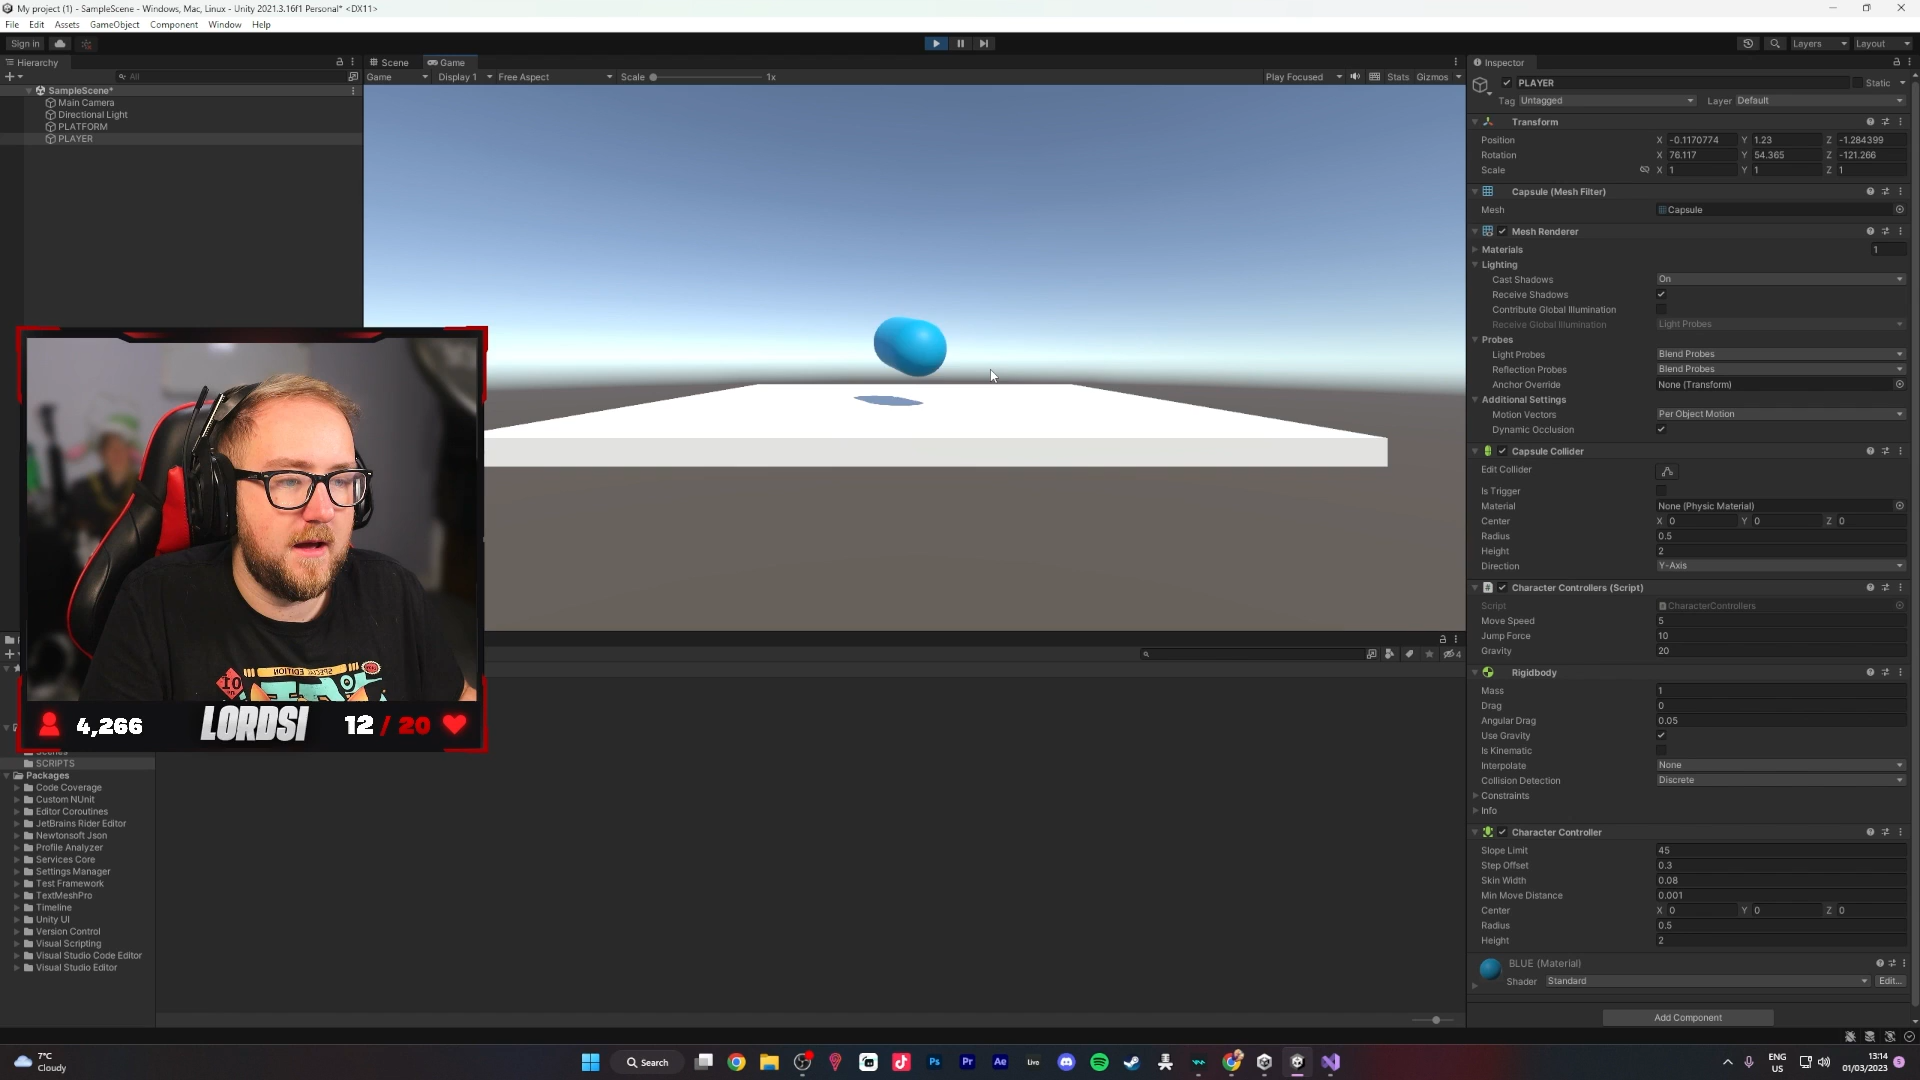 My project (1) - SampleScene - Windows, Mac, Linux - Unity 2021.3.16f1 Personal* <DX11>
File Edit Assets GameObject Component Window Help
Sign in
Layers Layout
Hierarchy
All
SampleScene*
Main Camera
Directional Light
PLATFORM
PLAYER
Scene Game
Game Display 1 Free Aspect Scale 1x Play Focused Stats Gizmos
4,266 LORDSI 12 / 20
SPECIAL EDITION
4
SCRIPTS
Packages
Code Coverage
Custom NUnit
Editor Coroutines
JetBrains Rider Editor
Newtonsoft Json
Profile Analyzer
Services Core
Settings Manager
Test Framework
TextMeshPro
Timeline
Unity UI
Version Control
Visual Scripting
Visual Studio Code Editor
Visual Studio Editor
Inspector
PLAYER Static
Tag Untagged Layer Default
Transform
Position X -0.1170774 Y 1.23 Z -1.284399
Rotation X 76.117 Y 54.365 Z -121.266
Scale X 1 Y 1 Z 1
Capsule (Mesh Filter)
Mesh Capsule
Mesh Renderer
Materials 1
Lighting
Cast Shadows On
Receive Shadows
Contribute Global Illumination
Receive Global Illumination Light Probes
Probes
Light Probes Blend Probes
Reflection Probes Blend Probes
Anchor Override None (Transform)
Additional Settings
Motion Vectors Per Object Motion
Dynamic Occlusion
Capsule Collider
Edit Collider
Is Trigger
Material None (Physic Material)
Center X 0 Y 0 Z 0
Radius 0.5
Height 2
Direction Y-Axis
Character Controllers (Script)
Script CharacterControllers
Move Speed 5
Jump Force 10
Gravity 20
Rigidbody
Mass 1
Drag 0
Angular Drag 0.05
Use Gravity
Is Kinematic
Interpolate None
Collision Detection Discrete
Constraints
Info
Character Controller
Slope Limit 45
Step Offset 0.3
Skin Width 0.08
Min Move Distance 0.001
Center X 0 Y 0 Z 0
Radius 0.5
Height 2
BLUE (Material)
Shader Standard Edit...
Add Component
7°C
Cloudy
Search
Ps Pr Ae Live
ENG
US
13:14
01/03/2023
5